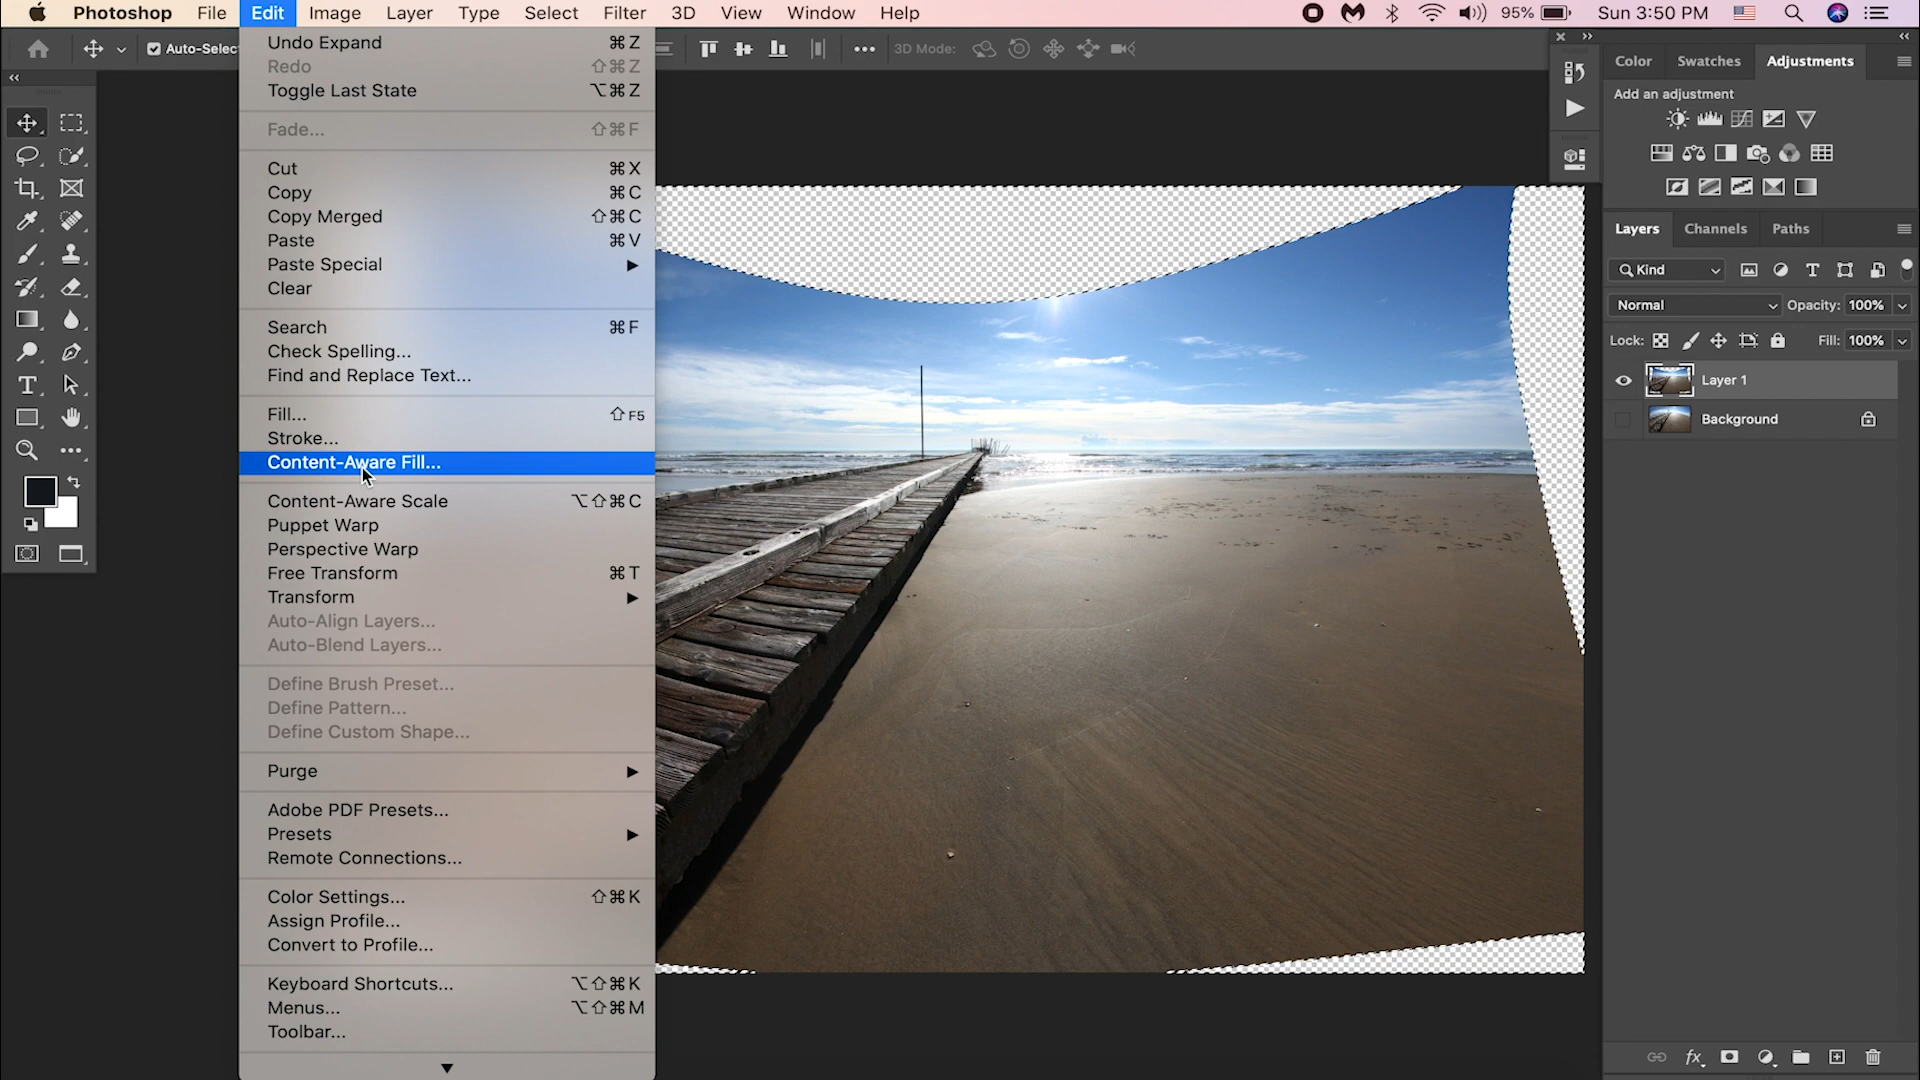 Photoshop File Edit Image Layer Type Select Filter 3D View Window Help 95% Sun 3:50 PM
Auto-Select 3D Mode:
Undo Expand ⌘Z
Redo ⇧⌘Z
Toggle Last State ⌥⌘Z
Fade... ⇧⌘F
Cut ⌘X
Copy ⌘C
Copy Merged ⇧⌘C
Paste ⌘V
Paste Special
Clear
Search ⌘F
Check Spelling...
Find and Replace Text...
Fill... ⇧F5
Stroke...
Content-Aware Fill...
Content-Aware Scale ⌥⇧⌘C
Puppet Warp
Perspective Warp
Free Transform ⌘T
Transform
Auto-Align Layers...
Auto-Blend Layers...
Define Brush Preset...
Define Pattern...
Define Custom Shape...
Purge
Adobe PDF Presets...
Presets
Remote Connections...
Color Settings... ⇧⌘K
Assign Profile...
Convert to Profile...
Keyboard Shortcuts... ⌥⇧⌘K
Menus... ⌥⇧⌘M
Toolbar...
Color Swatches Adjustments
Add an adjustment
Layers Channels Paths
Kind
Normal Opacity: 100%
Lock: Fill: 100%
Layer 1
Background
fx